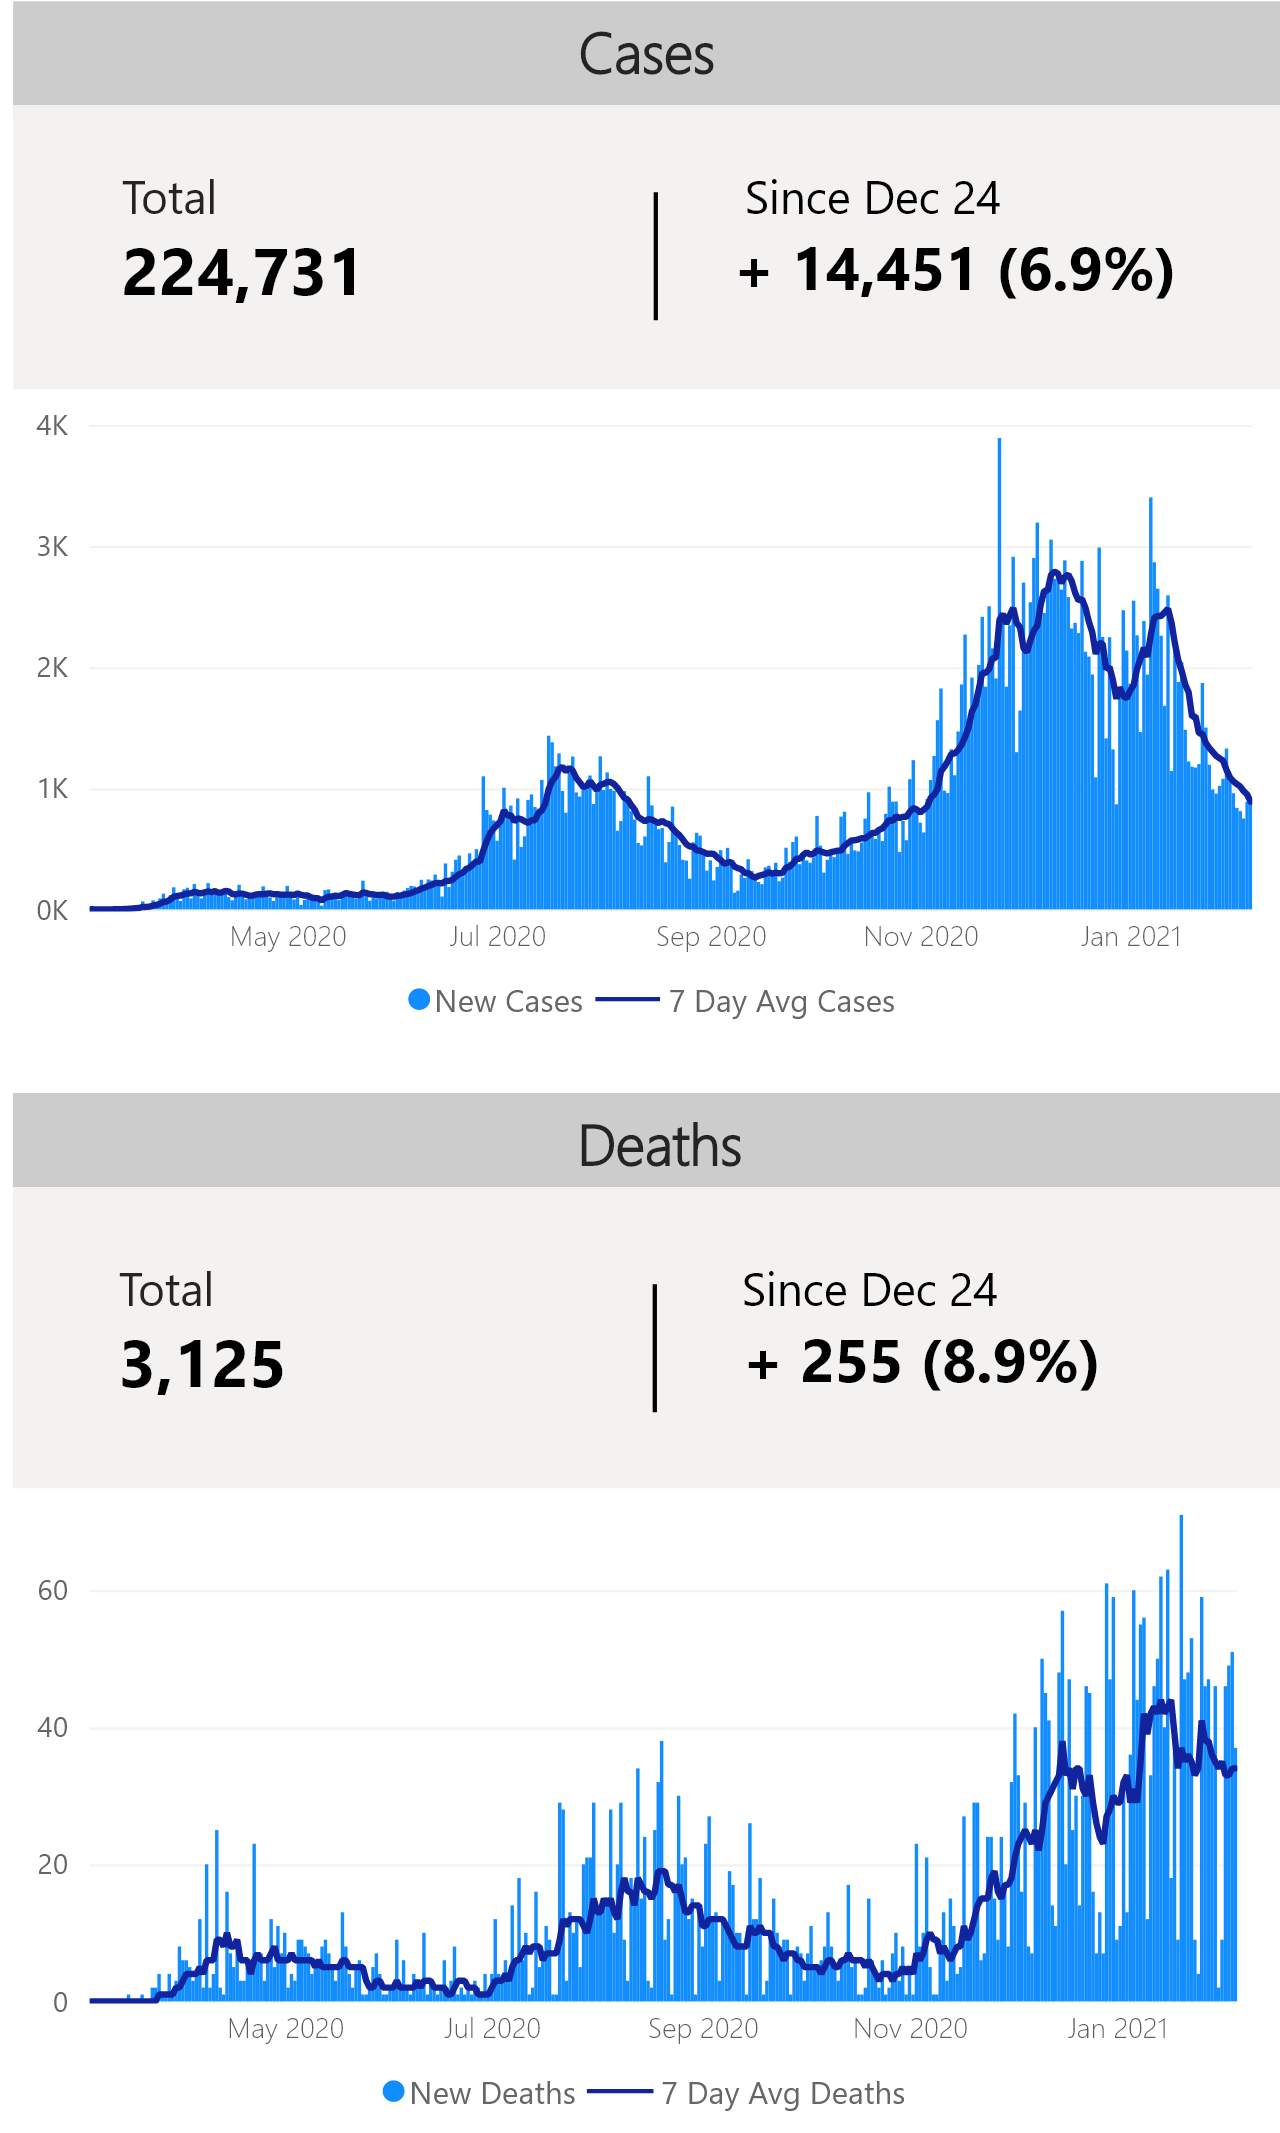 Cases
Total
Since Dec 24
224,731
+ 14,451 (6.9%)
4K
3K
2K
1K
0K
May 2020
Jul 2020
Sep 2020
Nov 2020
Jan 2021
New Cases
7 Day Avg Cases
Deaths
Total
Since Dec 24
3,125
+ 255 (8.9%)
60
40
20
0
May 2020
Jul 2020
Sep 2020
Nov 2020
Jan 2021
New Deaths
7 Day Avg Deaths